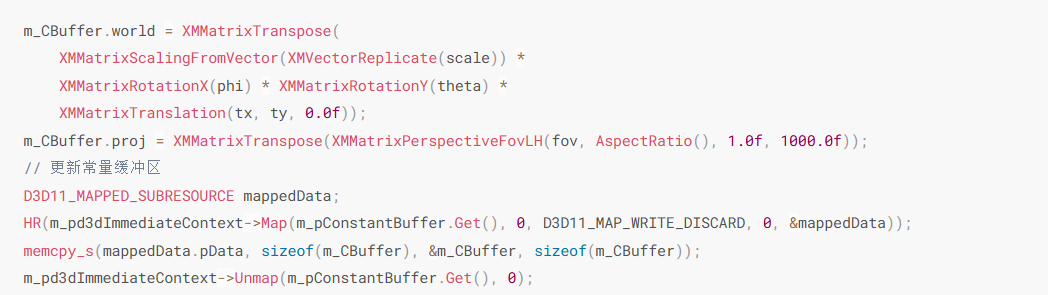 m_CBuffer.world = XMMatrixTranspose(
    XMMatrixScalingFromVector(XMVectorReplicate(scale)) *
    XMMatrixRotationX(phi) * XMMatrixRotationY(theta) *
    XMMatrixTranslation(tx, ty, 0.0f));
m_CBuffer.proj = XMMatrixTranspose(XMMatrixPerspectiveFovLH(fov, AspectRatio(), 1.0f, 1000.0f));
// 更新常量缓冲区
D3D11_MAPPED_SUBRESOURCE mappedData;
HR(m_pd3dImmediateContext->Map(m_pConstantBuffer.Get(), 0, D3D11_MAP_WRITE_DISCARD, 0, &mappedData));
memcpy_s(mappedData.pData, sizeof(m_CBuffer), &m_CBuffer, sizeof(m_CBuffer));
m_pd3dImmediateContext->Unmap(m_pConstantBuffer.Get(), 0);